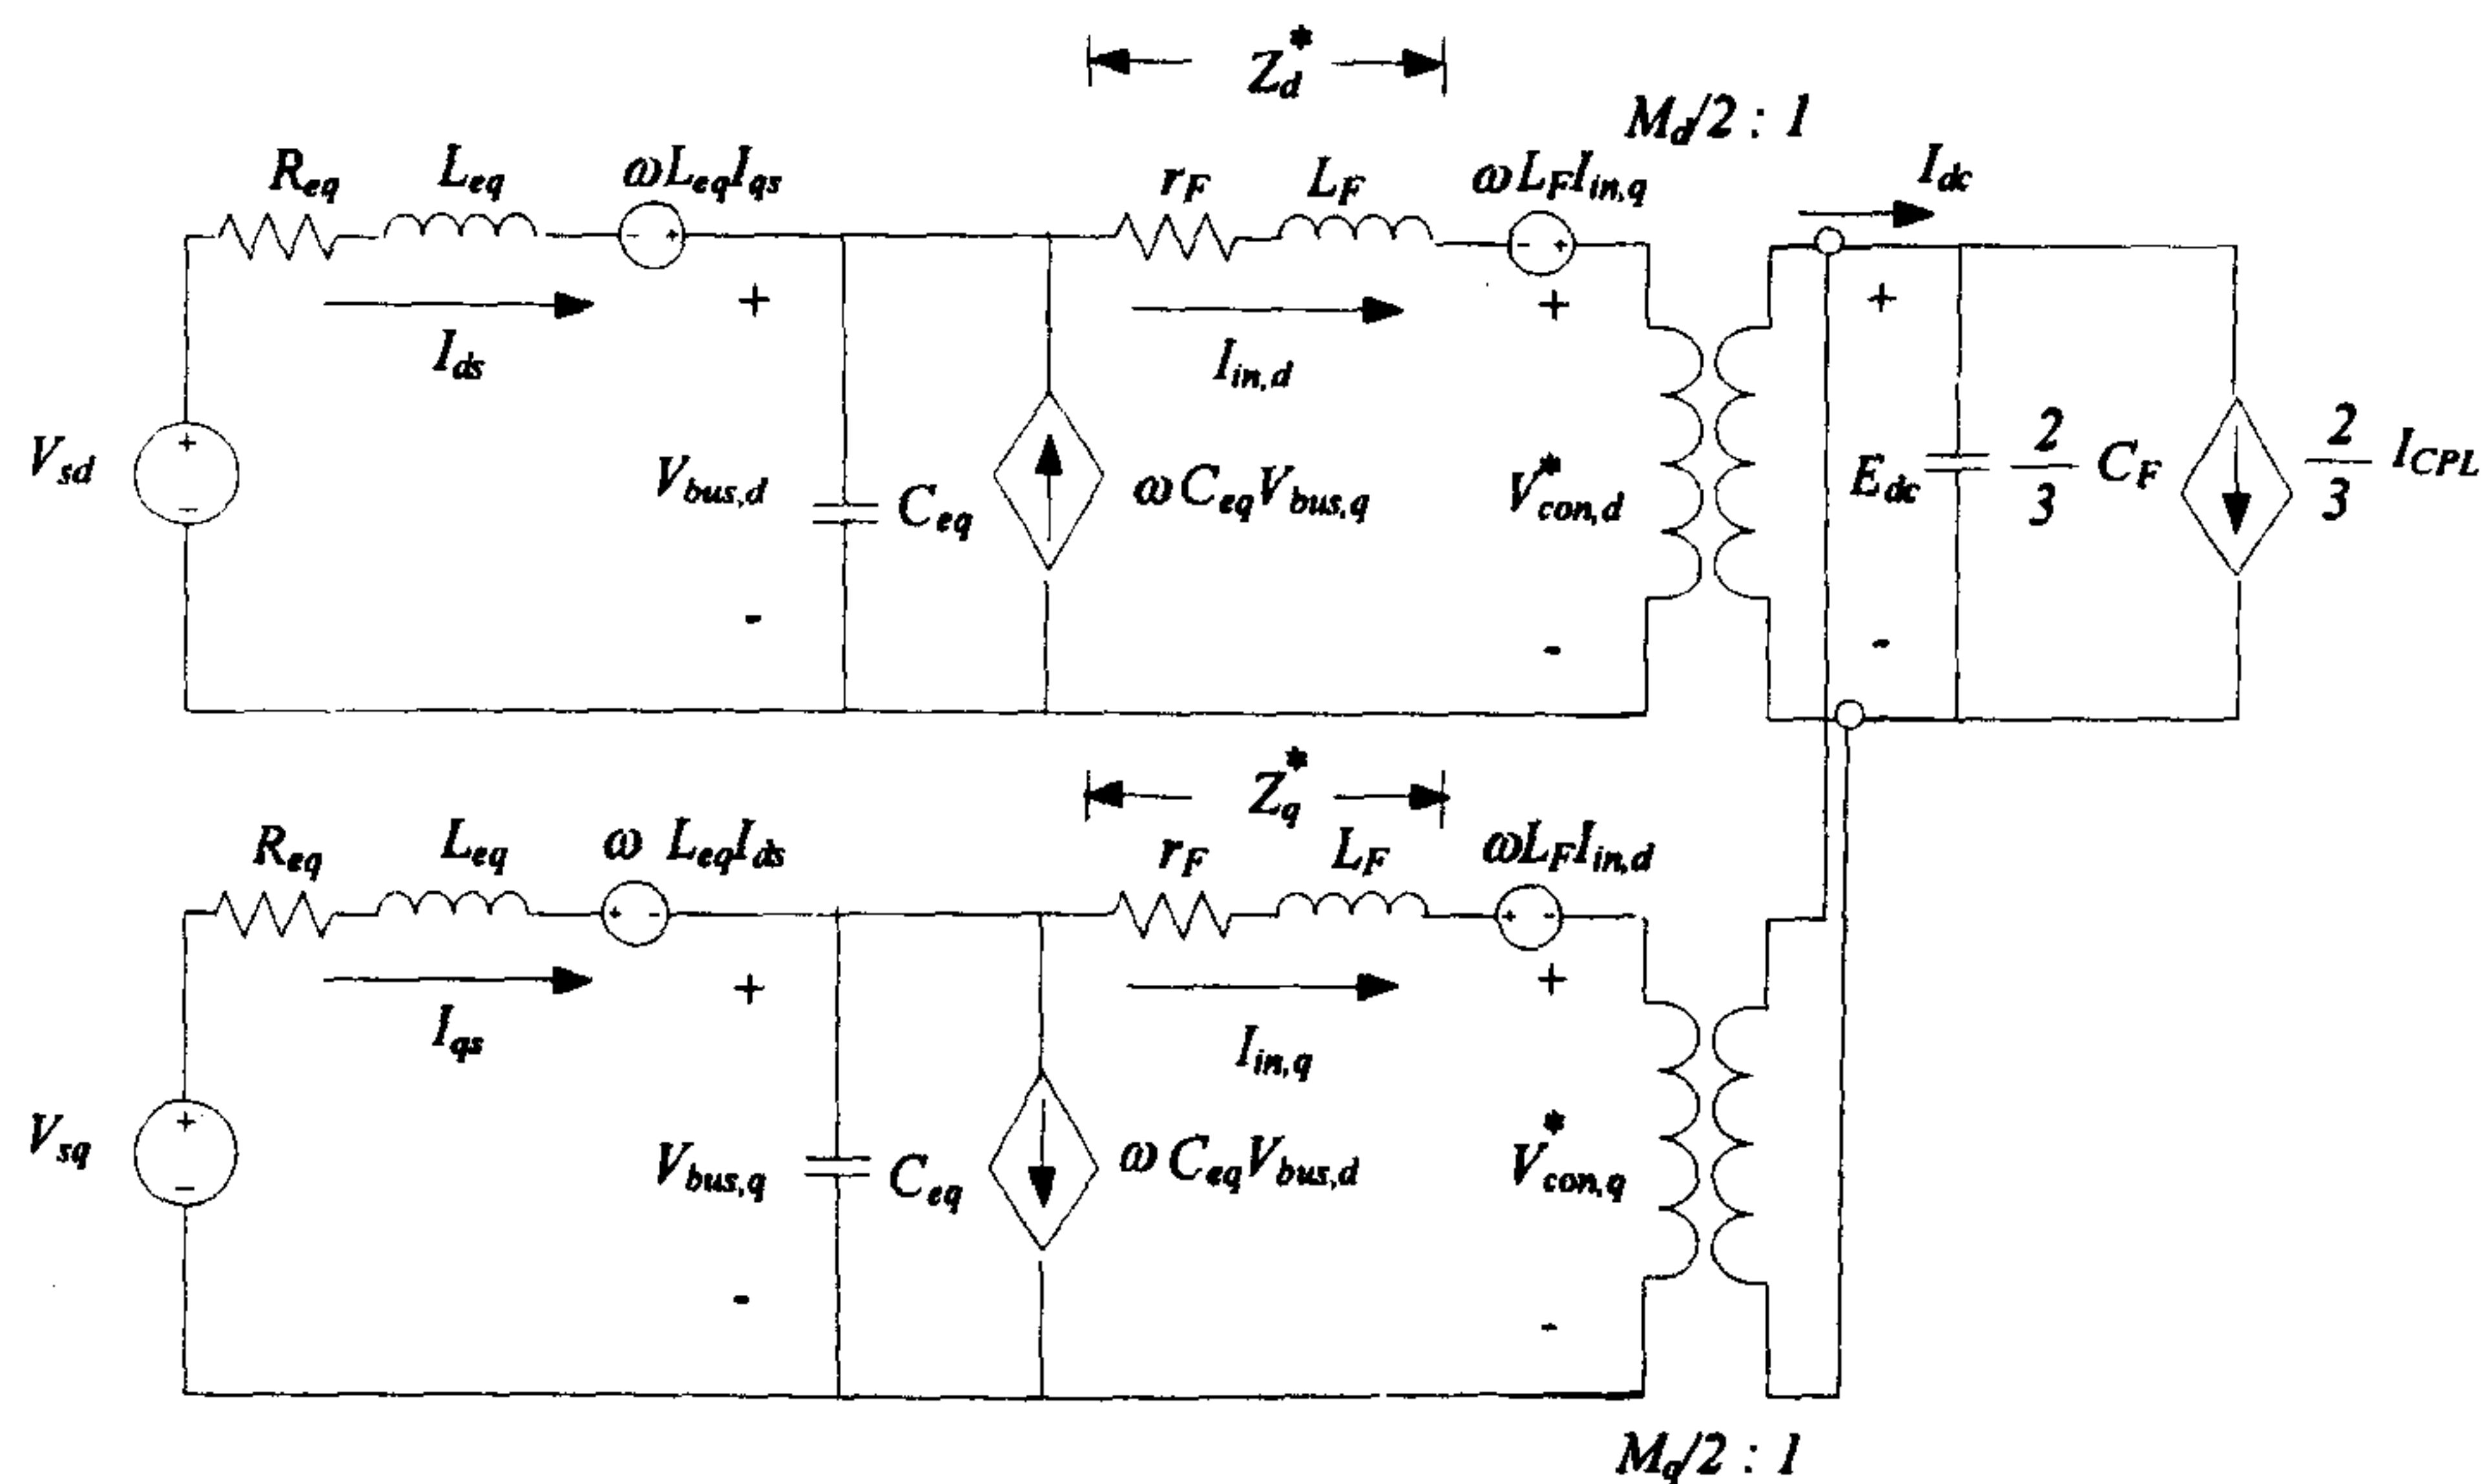 Z*d
Md/2 : 1
Req Leq ωLeqIqs rF LF ωLFIin,q Idc
+ + +
Ids Iin,d
Vsd Vbus,d Ceq ωCeqVbus,q V*con,d Edc 2/3 CF 2/3 ICPL
- - -
Z*q
Req Leq ω LeqIds rF LF ωLFIin,d
+ +
Iqs Iin,q
Vsq Vbus,q Ceq ωCeqVbus,d V*con,q
- -
Mq/2 : 1